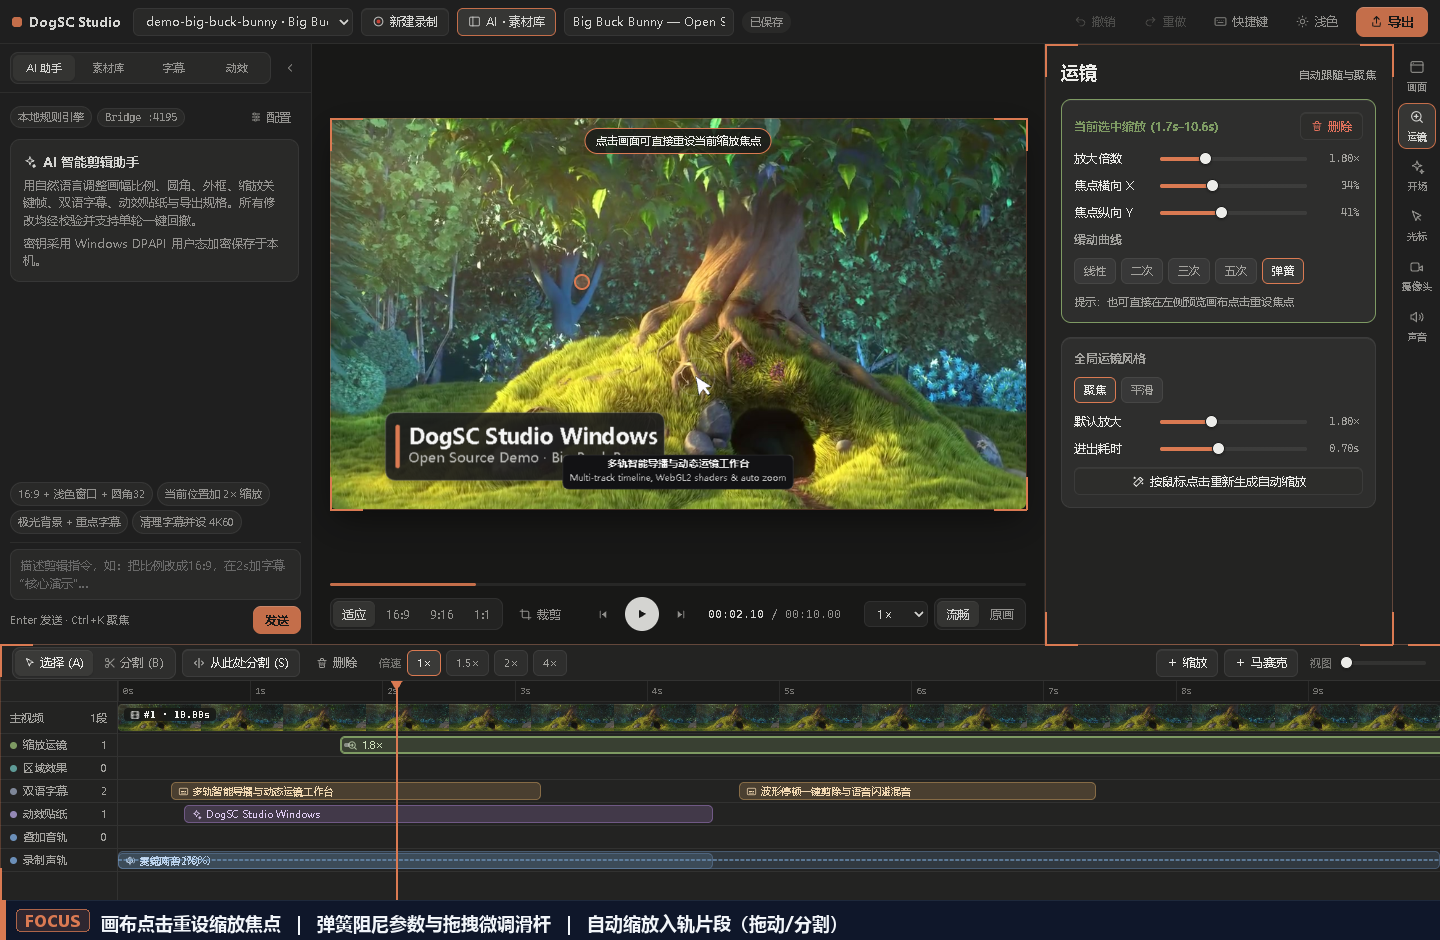 DogSC Studio
demo-big-buck-bunny · Big Bu
新建录制
AI · 素材库
Big Buck Bunny — Open S
已保存
撤销
重做
快捷键
浅色
导出
AI 助手
素材库
字幕
动效
本地规则引擎
Bridge :4195
配置
AI 智能剪辑助手
用自然语言调整画幅比例、圆角、外框、缩放关
键帧、双语字幕、动效贴纸与导出规格。所有修
改均经校验并支持单轮一键回撤。
密钥采用 Windows DPAPI 用户态加密保存于本
机。
16:9 + 浅色窗口 + 圆角32
当前位置加 2× 缩放
极光背景 + 重点字幕
清理字幕并设 4K60
描述剪辑指令，如：把比例改成16:9，在2s加字幕
“核心演示”...
Enter 发送 · Ctrl+K 聚焦
发送
点击画面可直接重设当前缩放焦点
DogSC Studio Windows
Open Source Demo · Big
多轨智能导播与动态运镜工作台
Multi-track timeline, WebGL2 shaders & auto zoom
适应
16:9
9:16
1:1
裁剪
00:02.10 / 00:10.00
1×
流畅
原画
运镜
自动跟随与聚焦
当前选中缩放 (1.7s–10.6s)
删除
放大倍数
1.80×
焦点横向 X
34%
焦点纵向 Y
41%
缓动曲线
线性
二次
三次
五次
弹簧
提示：也可直接在左侧预览画布点击重设焦点
全局运镜风格
聚焦
平滑
默认放大
1.80×
进出耗时
0.70s
按鼠标点击重新生成自动缩放
画面
运镜
开场
光标
摄像头
声音
选择 (A)
分割 (B)
从此处分割 (S)
删除
倍速
1×
1.5×
2×
4×
+ 缩放
+ 马赛克
视图
0s
1s
2s
3s
4s
5s
6s
7s
8s
9s
主视频
1段
#1 · 10.00s
缩放运镜
1
1.8×
区域效果
0
双语字幕
2
多轨智能导播与动态运镜工作台
波形停顿一键剪除与语音闪避混音
动效贴纸
1
DogSC Studio Windows
叠加音轨
0
录制声轨
FOCUS
画布点击重设缩放焦点 | 弹簧阻尼参数与拖拽微调滑杆 | 自动缩放入轨片段（拖动/分割）